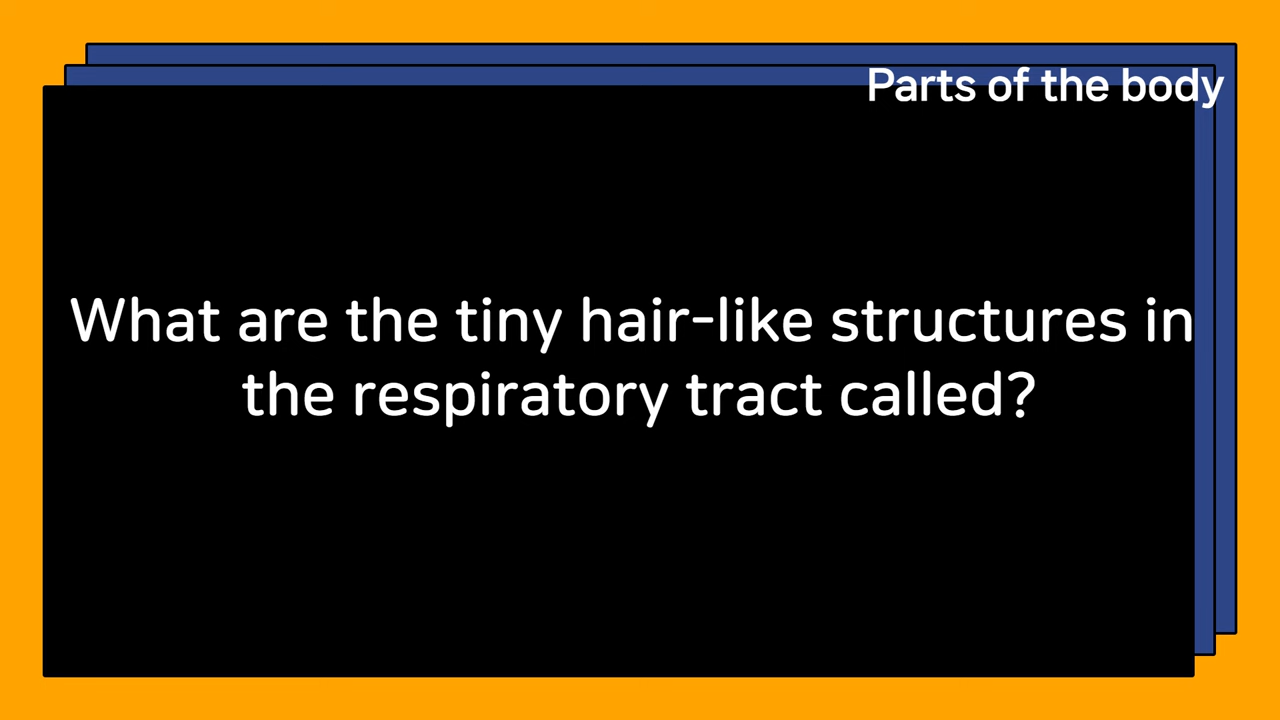 Parts of the body
What are the tiny hair-like structures in
the respiratory tract called?